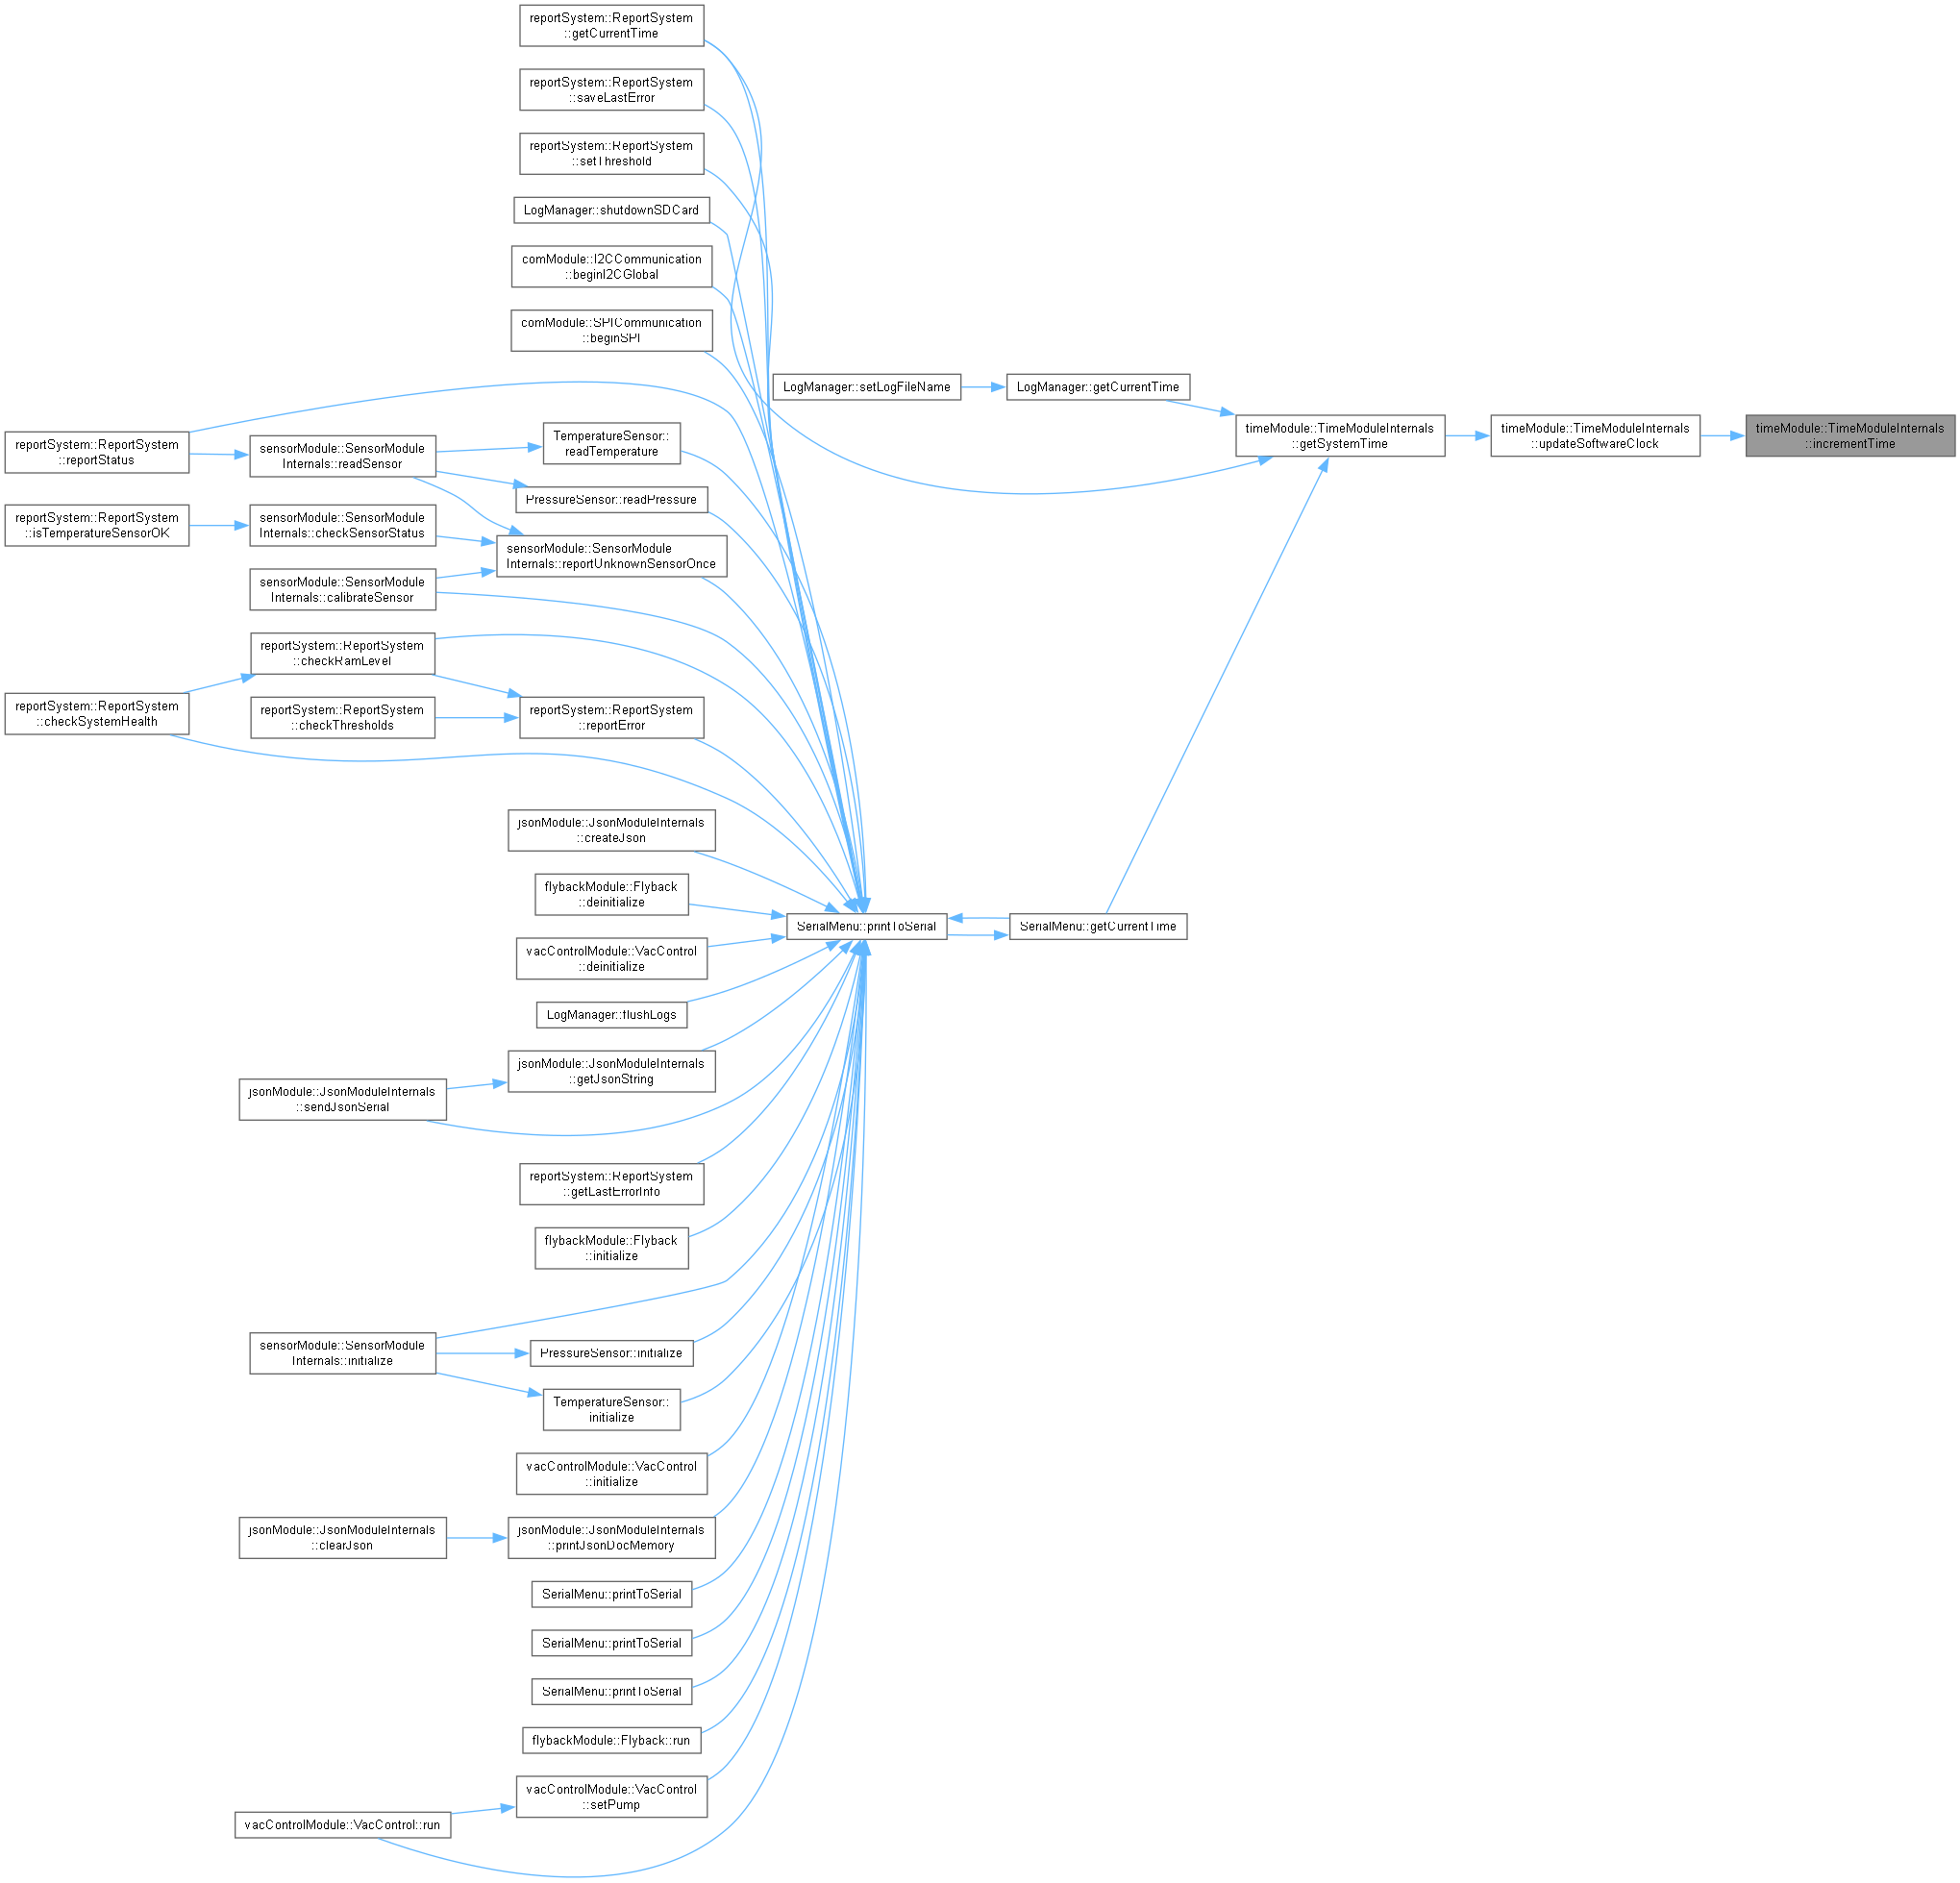 reportSystem::ReportSystem
::getCurrentTime
reportSystem::ReportSystem
::saveLastError
reportSystem::ReportSystem
::setThreshold
LogManager::shutdownSDCard
comModule::I2CCommunication
::beginI2CGlobal
comModule::SPICommunication
::beginSPI
LogManager::setLogFileName
LogManager::getCurrentTime
timeModule::TimeModuleInternals
::getSystemTime
timeModule::TimeModuleInternals
::updateSoftwareClock
timeModule::TimeModuleInternals
::incrementTime
reportSystem::ReportSystem
::reportStatus
sensorModule::SensorModule
Internals::readSensor
TemperatureSensor::
readTemperature
PressureSensor::readPressure
reportSystem::ReportSystem
::isTemperatureSensorOK
sensorModule::SensorModule
Internals::checkSensorStatus
sensorModule::SensorModule
Internals::reportUnknownSensorOnce
sensorModule::SensorModule
Internals::calibrateSensor
reportSystem::ReportSystem
::checkRamLevel
reportSystem::ReportSystem
::checkSystemHealth
reportSystem::ReportSystem
::checkThresholds
reportSystem::ReportSystem
::reportError
jsonModule::JsonModuleInternals
::createJson
flybackModule::Flyback
::deinitialize
SerialMenu::printToSerial
SerialMenu::getCurrentTime
vacControlModule::VacControl
::deinitialize
LogManager::flushLogs
jsonModule::JsonModuleInternals
::getJsonString
jsonModule::JsonModuleInternals
::sendJsonSerial
reportSystem::ReportSystem
::getLastErrorInfo
flybackModule::Flyback
::initialize
sensorModule::SensorModule
Internals::initialize
PressureSensor::initialize
TemperatureSensor::
initialize
vacControlModule::VacControl
::initialize
jsonModule::JsonModuleInternals
::clearJson
jsonModule::JsonModuleInternals
::printJsonDocMemory
SerialMenu::printToSerial
SerialMenu::printToSerial
SerialMenu::printToSerial
flybackModule::Flyback::run
vacControlModule::VacControl
::setPump
vacControlModule::VacControl::run